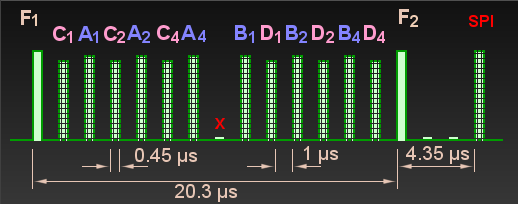 F1 F2 SPI
C1 A1 C2 A2 C4 A4 B1 D1 B2 D2 B4 D4
X
0.45 µs 1 µs 4.35 µs
20.3 µs